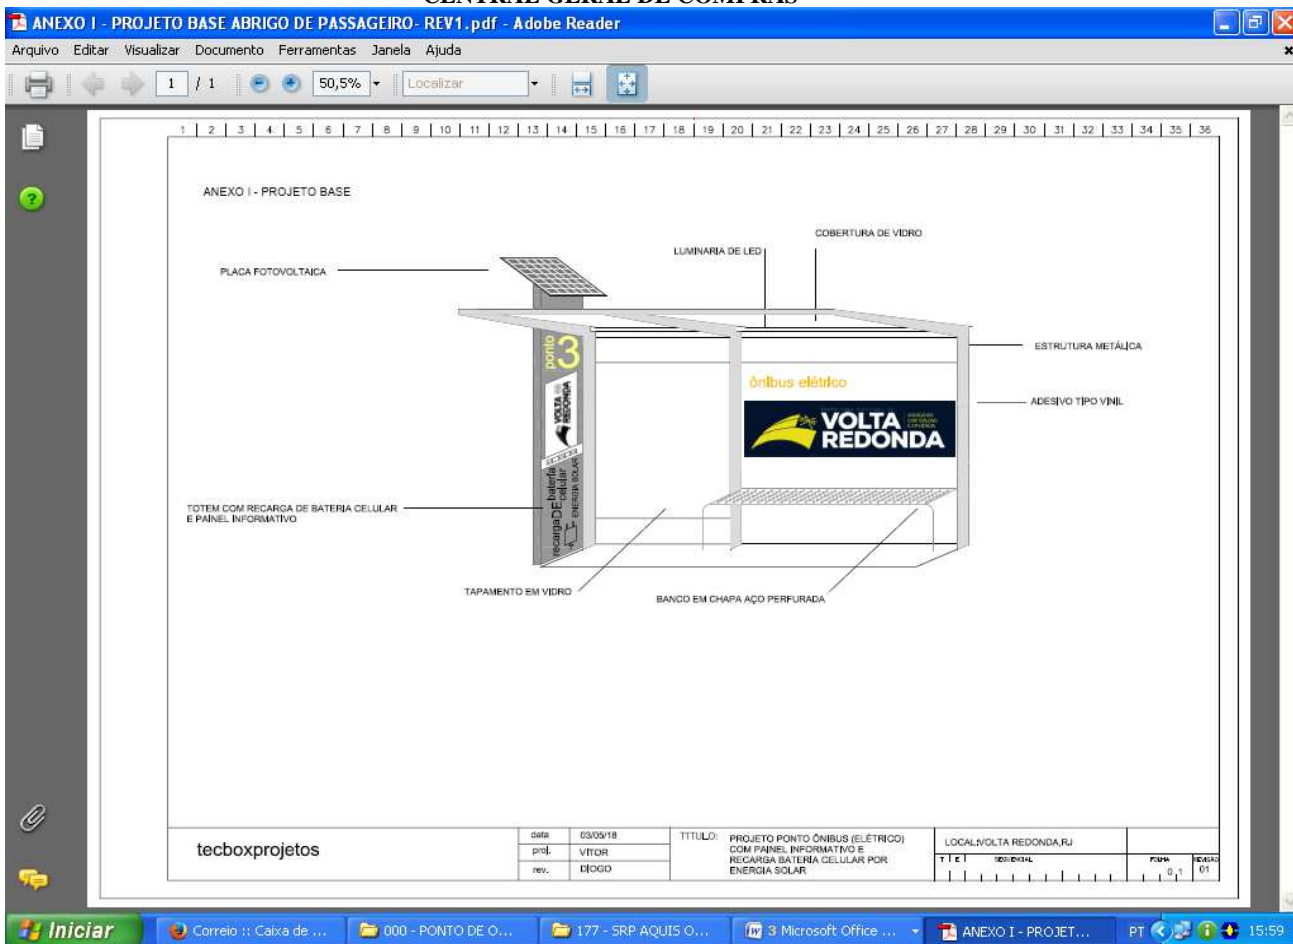 CENTRAL GERAL DE COMPRAS
ANEXO I - PROJETO BASE ABRIGO DE PASSAGEIRO- REV1.pdf - Adobe Reader
Arquivo Editar Visualizar Documento Ferramentas Janela Ajuda
1 / 1 50,5% Localizar
1 2 3 4 5 6 7 8 9 10 11 12 13 14 15 16 17 18 19 20 21 22 23 24 25 26 27 28 29 30 31 32 33 34 35 36
ANEXO I - PROJETO BASE
COBERTURA DE VIDRO
LUMINARIA DE LED
PLACA FOTOVOLTAICA
ESTRUTURA METÁLICA
ponto 3
ônibus elétrico
ADESIVO TIPO VINIL
VOLTA
REDONDA
VOLTA
REDONDA
TOTEM COM RECARGA DE BATERIA CELULAR
E PAINEL INFORMATIVO
recarga DE bateria
celular
ENERGIA SOLAR
TAPAMENTO EM VIDRO
BANCO EM CHAPA AÇO PERFURADA
tecboxprojetos
data 03/05/18
proj. VITOR
rev. DIOGO
TITULO: PROJETO PONTO ÔNIBUS (ELÉTRICO)
COM PAINEL INFORMATIVO E
RECARGA BATERIA CELULAR POR
ENERGIA SOLAR
LOCAL:VOLTA REDONDA,RJ
T E SEQUENCIAL FOLHA REVISÃO
0 1 01
Iniciar Correio :: Caixa de ... 000 - PONTO DE O... 177 - SRP AQUIS O... 3 Microsoft Office ... ANEXO I - PROJET... PT 15:59